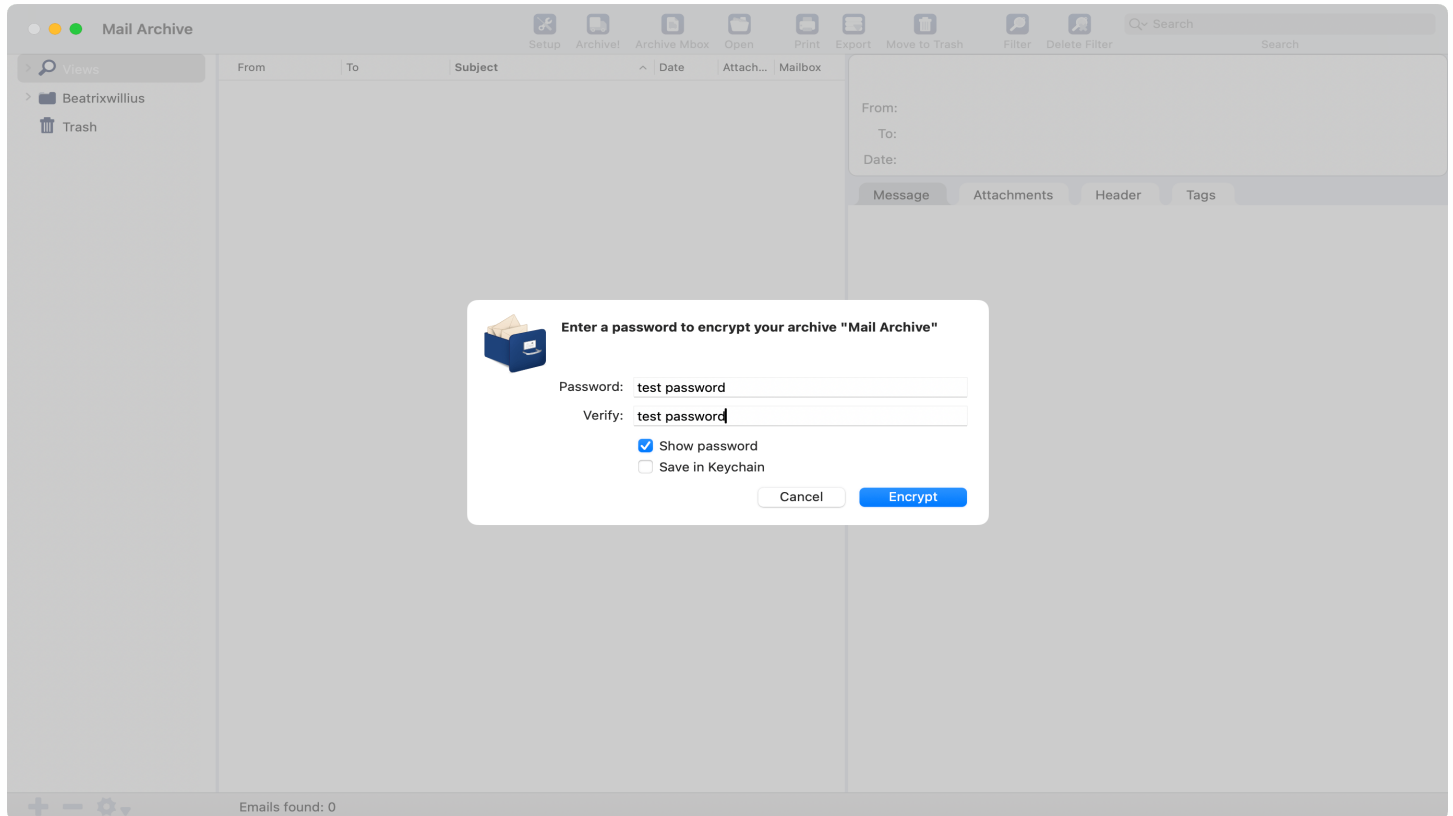 Mail Archive
Setup
Archive!
Archive Mbox
Open
Print
Export
Move to Trash
Filter
Delete Filter
Search
Search
Views
Beatrixwillius
Trash
From
To
Subject
Date
Attach...
Mailbox
From:
To:
Date:
Message
Attachments
Header
Tags
Enter a password to encrypt your archive "Mail Archive"
Password: test password
Verify: test password
Show password
Save in Keychain
Cancel
Encrypt
Emails found: 0